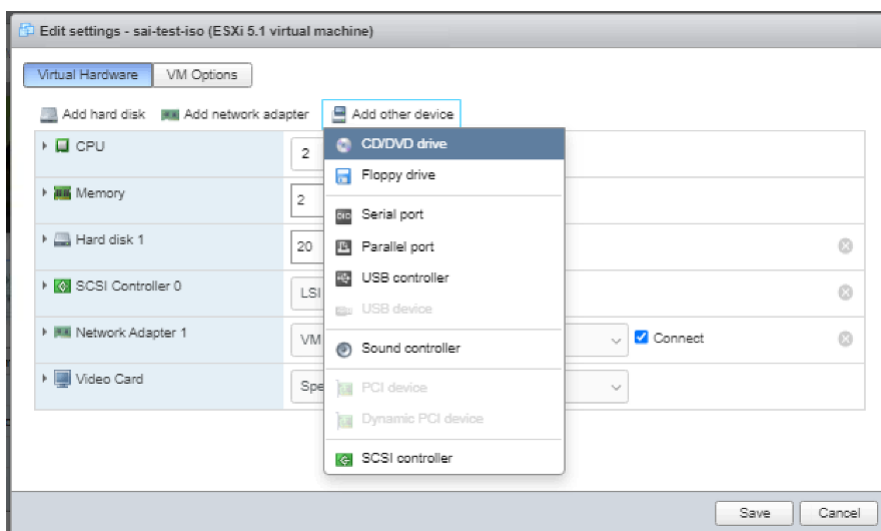 Edit settings - sai-test-iso (ESXi 5.1 virtual machine)
Virtual Hardware VM Options
Add hard disk Add network adapter Add other device
CPU 2 CD/DVD drive
Floppy drive
Memory 2
Serial port
Hard disk 1 20 Parallel port
USB controller
SCSI Controller 0 LSI
USB device
Network Adapter 1 VM Connect
Sound controller
Video Card Spe
PCI device
Dynamic PCI device
SCSI controller
Save Cancel